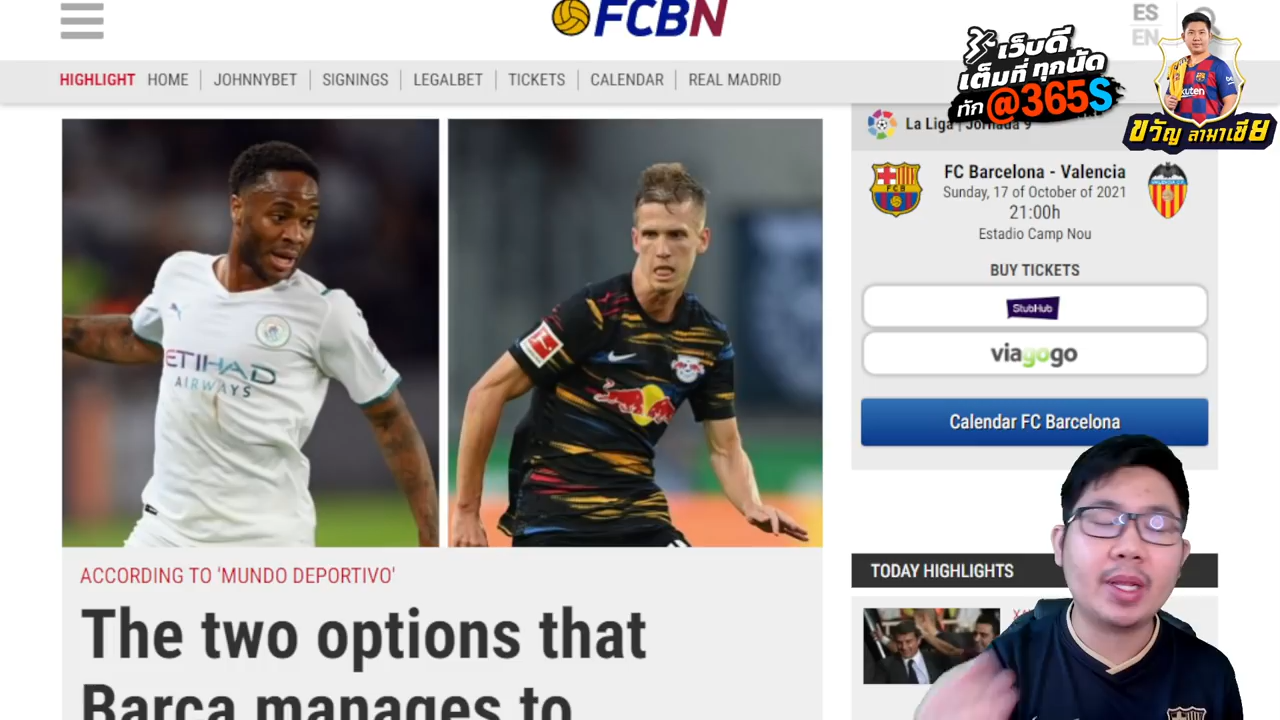 FCBN
ES
EN
HIGHLIGHT HOME JOHNNYBET SIGNINGS LEGALBET TICKETS CALENDAR REAL MADRID
เว็บดี
เต็มที่ ทุกนัด
ทัก @365S
ขวัญ ลามาเซีย
La Liga | Jornada 9
FC Barcelona - Valencia
Sunday, 17 of October of 2021
21:00h
Estadio Camp Nou
BUY TICKETS
StubHub
viagogo
Calendar FC Barcelona
ETIHAD
AIRWAYS
Red Bull
ACCORDING TO 'MUNDO DEPORTIVO'
The two options that
Barça manages to
TODAY HIGHLIGHTS